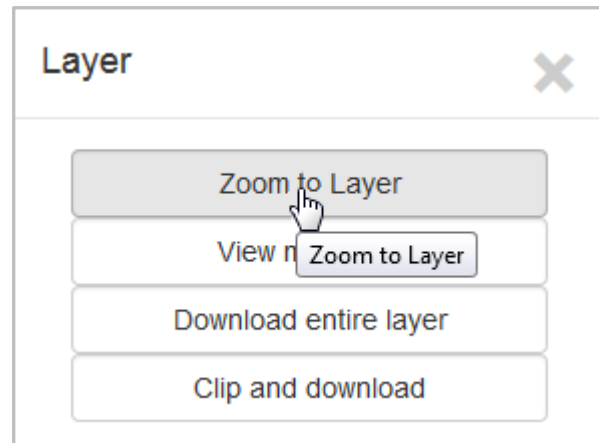 Layer
Zoom to Layer
View
Zoom to Layer
Download entire layer
Clip and download